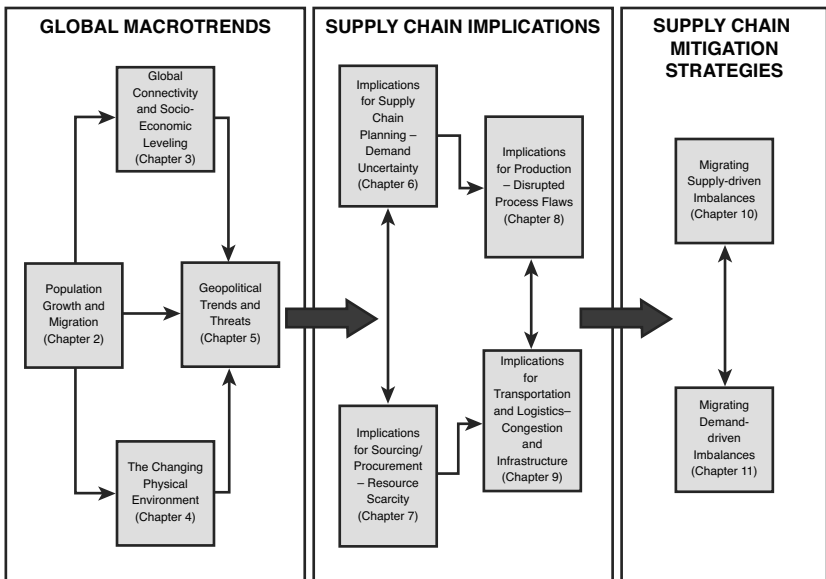 GLOBAL MACROTRENDS
Global
Connectivity
and Socio-
Economic
Leveling
(Chapter 3)
Population
Growth and
Migration
(Chapter 2)
Geopolitical
Trends and
Threats
(Chapter 5)
The Changing
Physical
Environment
(Chapter 4)
SUPPLY CHAIN IMPLICATIONS
Implications
for Supply
Chain
Planning –
Demand
Uncertainty
(Chapter 6)
Implications
for Production
– Disrupted
Process Flaws
(Chapter 8)
Implications
for Sourcing/
Procurement
– Resource
Scarcity
(Chapter 7)
Implications
for
Transportation
and Logistics–
Congestion
and
Infrastructure
(Chapter 9)
SUPPLY CHAIN
MITIGATION
STRATEGIES
Migrating
Supply-driven
Imbalances
(Chapter 10)
Migrating
Demand-
driven
Imbalances
(Chapter 11)